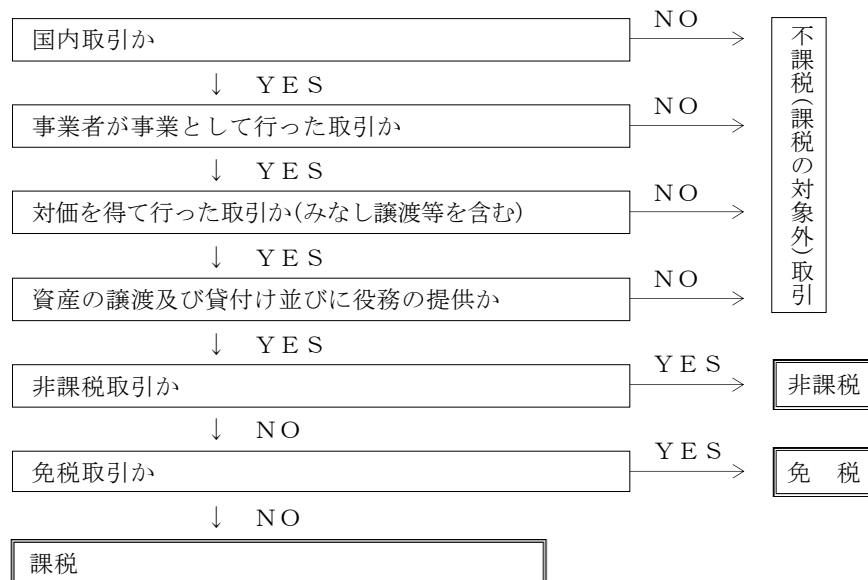 国内取引か
NO
↓ YES
事業者が事業として行った取引か
NO
↓ YES
対価を得て行った取引か(みなし譲渡等を含む)
NO
↓ YES
資産の譲渡及び貸付け並びに役務の提供か
NO
不課税(課税の対象外)取引
↓ YES
非課税取引か
YES
非課税
↓ NO
免税取引か
YES
免 税
↓ NO
課税